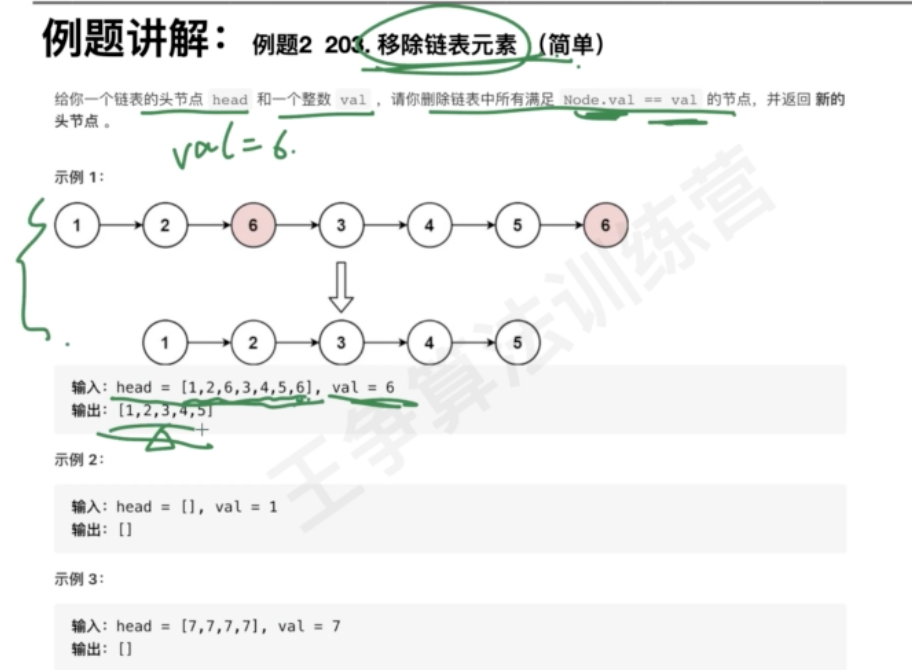 例题讲解： 例题2 203. 移除链表元素 （简单）
给你一个链表的头节点 head 和一个整数 val ，请你删除链表中所有满足 Node.val == val 的节点，并返回 新的
头节点 。
val = 6.
示例 1：
1 2 6 3 4 5 6
1 2 3 4 5
输入：head = [1,2,6,3,4,5,6], val = 6
输出：[1,2,3,4,5]
示例 2：
输入：head = [], val = 1
输出：[]
示例 3：
输入：head = [7,7,7,7], val = 7
输出：[]
王争算法训练营